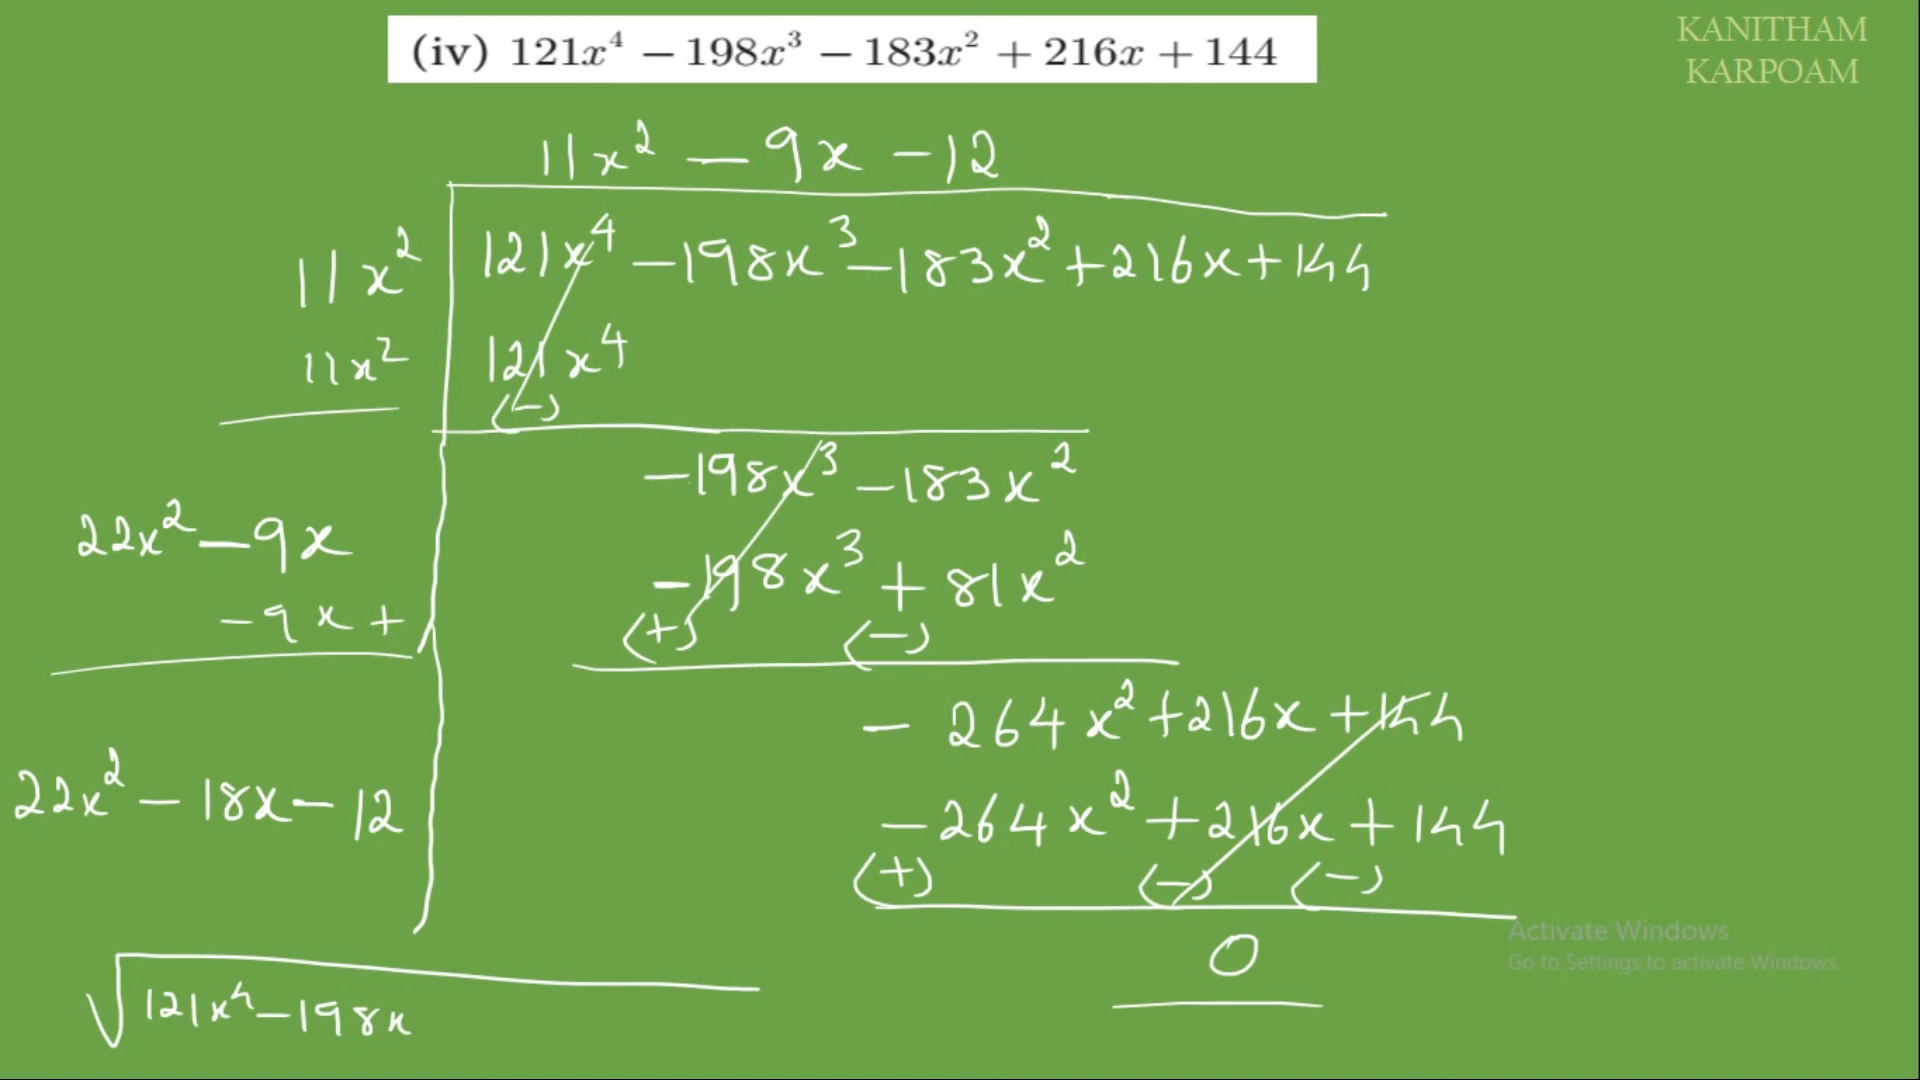 (iv) 121x⁴ − 198x³ − 183x² + 216x + 144
KANITHAM
KARPOAM
11x² − 9x − 12
11x² 121x⁴ − 198x³ − 183x² + 216x + 144
11x² 121x⁴
(−)
−198x³ − 183x²
22x² − 9x −198x³ + 81x²
−9x +
(+) (−)
− 264x² + 216x + 144
22x² − 18x − 12 − 264x² + 216x + 144
(+) (−) (−)
0
Activate Windows
Go to Settings to activate Windows.
√121x⁴ − 198x